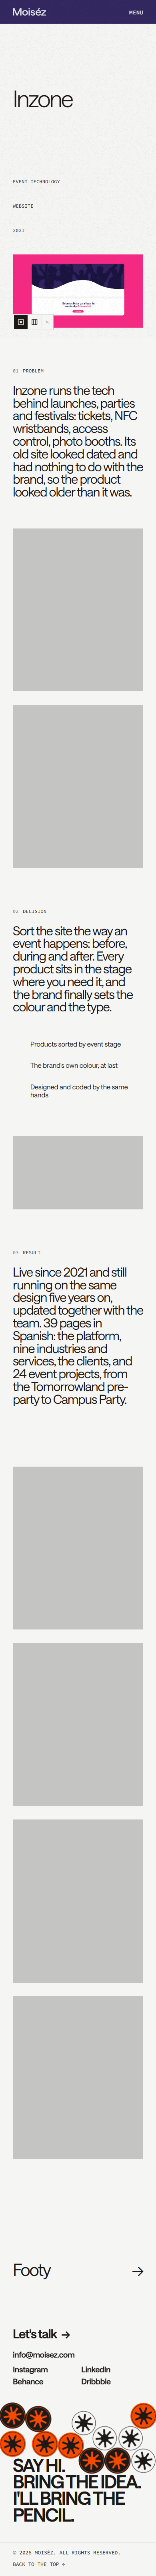 Moiséz
MENU
Inzone
EVENT TECHNOLOGY
WEBSITE
2021
01 PROBLEM
Inzone runs the tech
behind launches, parties
and festivals: tickets, NFC
wristbands, access
control, photo booths. Its
old site looked dated and
had nothing to do with the
brand, so the product
looked older than it was.
02 DECISION
Sort the site the way an
event happens: before,
during and after. Every
product sits in the stage
where you need it, and
the brand finally sets the
colour and the type.
Products sorted by event stage
The brand's own colour, at last
Designed and coded by the same
hands
03 RESULT
Live since 2021 and still
running on the same
design five years on,
updated together with the
team. 39 pages in
Spanish: the platform,
nine industries and
services, the clients, and
24 event projects, from
the Tomorrowland pre-
party to Campus Party.
Footy →
Let's talk →
info@moisez.com
Instagram
LinkedIn
Behance
Dribbble
SAY HI.
BRING THE IDEA.
I'LL BRING THE
PENCIL.
© 2026 MOISÉZ. ALL RIGHTS RESERVED.
BACK TO THE TOP ↑